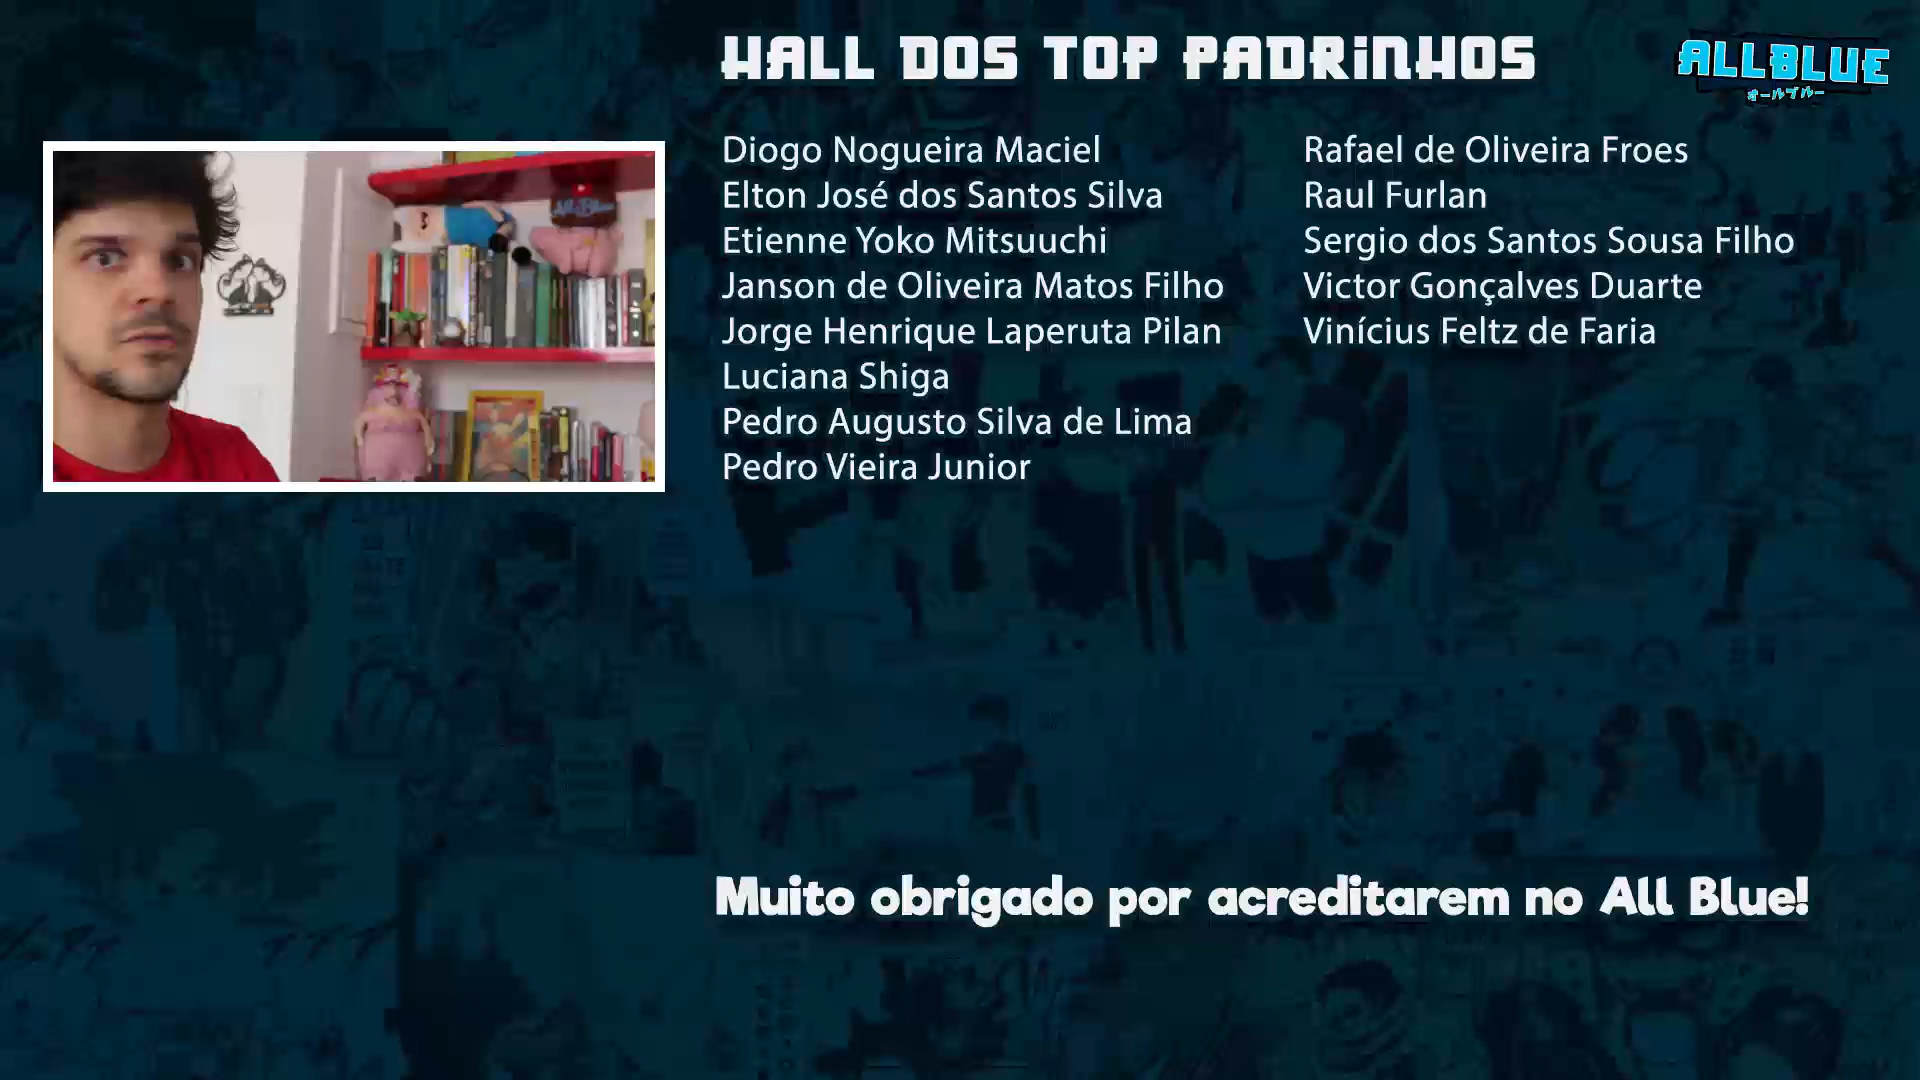 HALL DOS TOP PADRiNHOS
ALLBLUE
オールブルー
Diogo Nogueira Maciel
Elton José dos Santos Silva
Etienne Yoko Mitsuuchi
Janson de Oliveira Matos Filho
Jorge Henrique Laperuta Pilan
Luciana Shiga
Pedro Augusto Silva de Lima
Pedro Vieira Junior
Rafael de Oliveira Froes
Raul Furlan
Sergio dos Santos Sousa Filho
Victor Gonçalves Duarte
Vinícius Feltz de Faria
All Blue
Muito obrigado por acreditarem no All Blue!